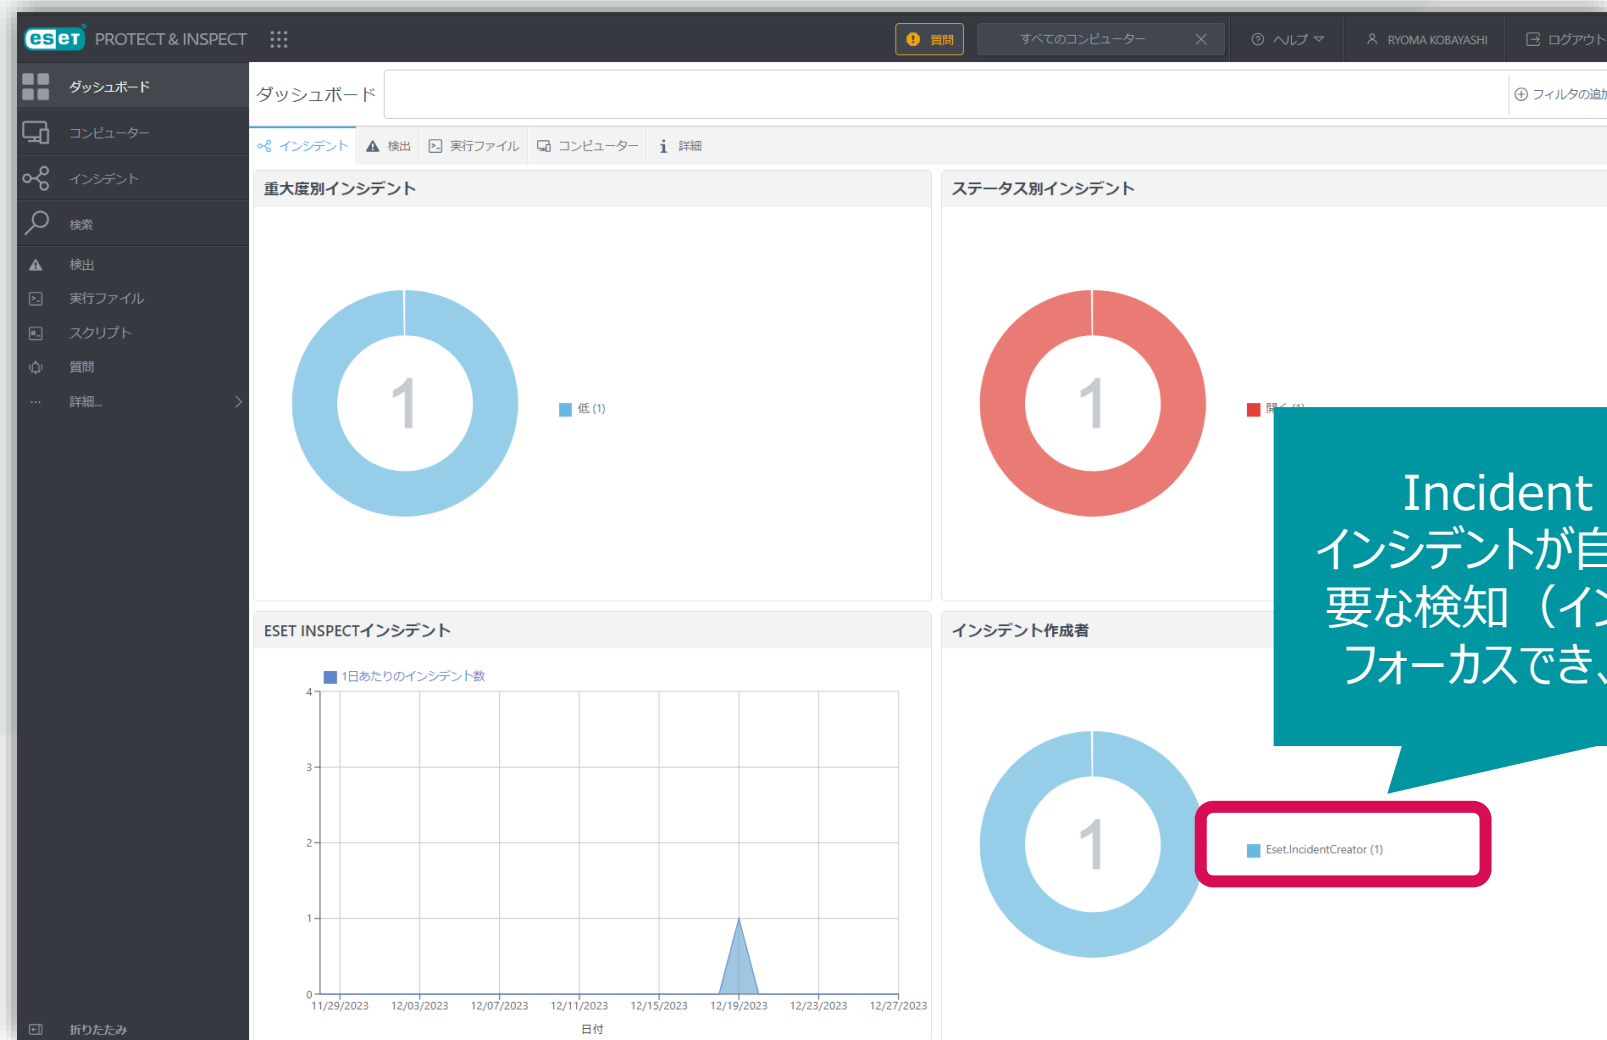 eset PROTECT & INSPECT
質問
すべてのコンピューター
ヘルプ
RYOMA KOBAYASHI
ログアウト
ダッシュボード
コンピューター
インシデント
検索
検出
実行ファイル
スクリプト
質問
詳細...
折りたたみ
ダッシュボード
フィルタの追加
インシデント 検出 実行ファイル コンピューター 詳細
重大度別インシデント
1
低 (1)
ステータス別インシデント
1
開く (1)
Incident
インシデントが自
要な検知（イン
フォーカスでき、
ESET INSPECTインシデント
1日あたりのインシデント数
4
3
2
1
0
11/29/2023 12/03/2023 12/07/2023 12/11/2023 12/15/2023 12/19/2023 12/23/2023 12/27/2023
日付
インシデント作成者
1
Eset.IncidentCreator (1)